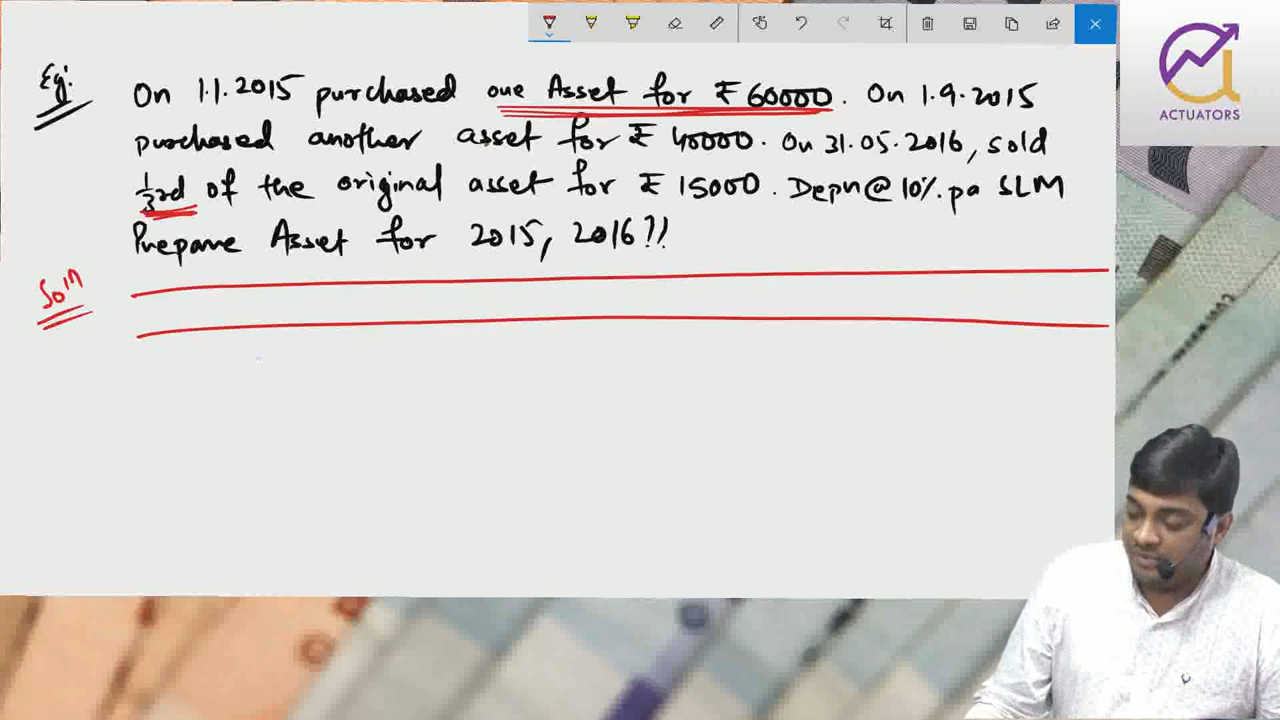 Eg:
On 1.1.2015 purchased one Asset for ₹ 60000. On 1.9.2015
purchased another asset for ₹ 40000. On 31.05.2016, sold
1/3rd of the original asset for ₹ 15000. Depn@10%.pa SLM
Prepare Asset for 2015, 2016??
Soln
ACTUATORS